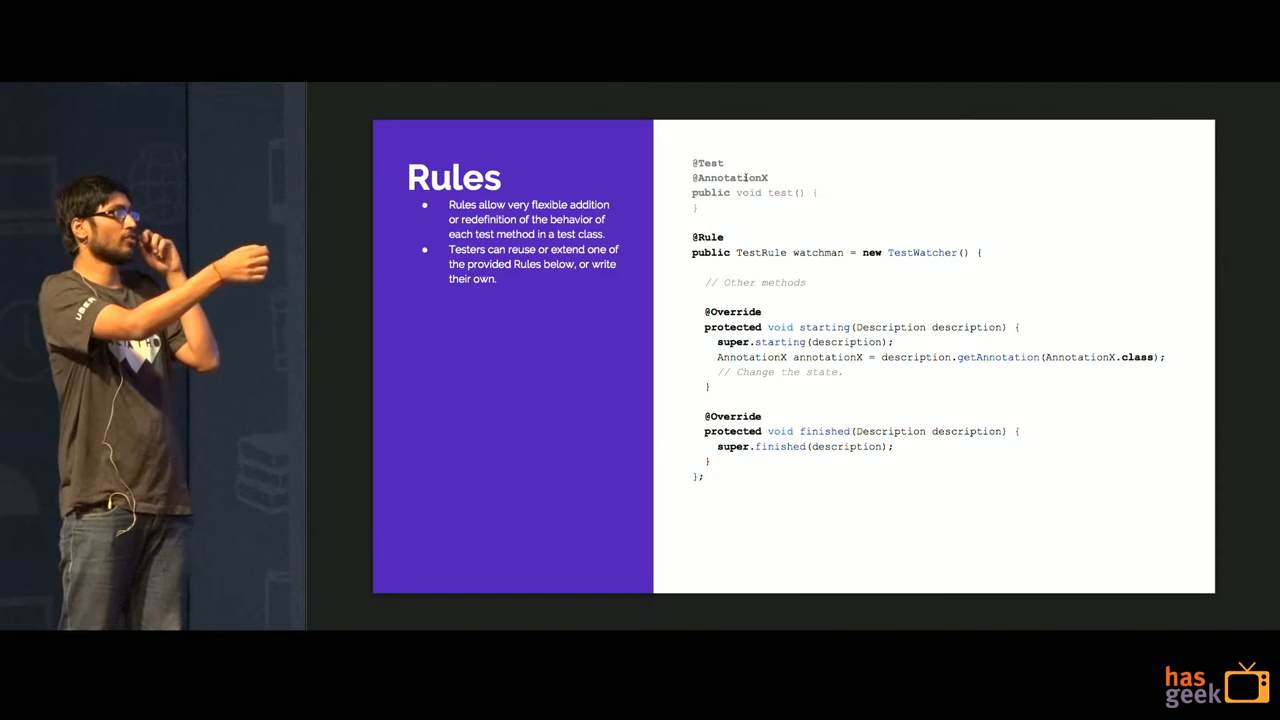 UBER
Rules
● Rules allow very flexible addition
or redefinition of the behavior of
each test method in a test class.
● Testers can reuse or extend one of
the provided Rules below, or write
their own.
@Test
@AnnotationX
public void test() {
}
@Rule
public TestRule watchman = new TestWatcher() {
// Other methods
@Override
protected void starting(Description description) {
super.starting(description);
AnnotationX annotationX = description.getAnnotation(AnnotationX.class);
// Change the state.
}
@Override
protected void finished(Description description) {
super.finished(description);
}
};
has
geek